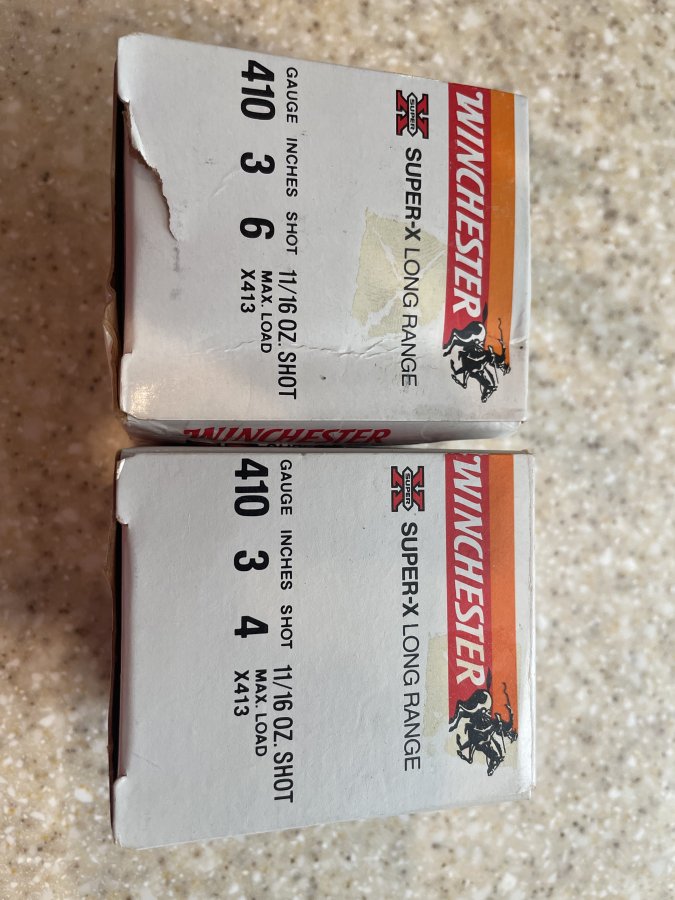 WINCHESTER
SUPER
SUPER-X LONG RANGE
GAUGE INCHES SHOT 11/16 OZ. SHOT
410 3 6 MAX. LOAD
X413
WINCHESTER
WINCHESTER
SUPER
SUPER-X LONG RANGE
GAUGE INCHES SHOT 11/16 OZ. SHOT
410 3 4 MAX. LOAD
X413